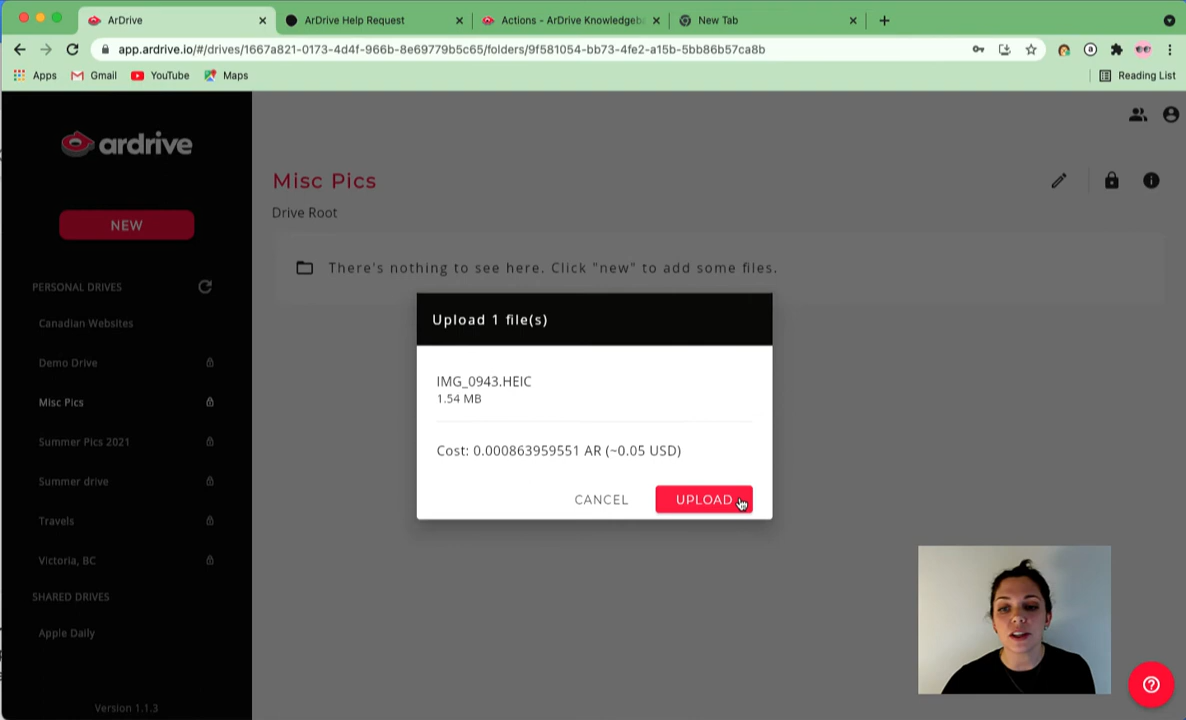 ArDrive
ArDrive Help Request
Actions - ArDrive Knowledgeba
New Tab
app.ardrive.io/#/drives/1667a821-0173-4d4f-966b-8e69779b5c65/folders/9f581054-bb73-4fe2-a15b-5bb86b57ca8b
Apps
Gmail
YouTube
Maps
Reading List
ardrive
NEW
PERSONAL DRIVES
Canadian Websites
Demo Drive
Misc Pics
Summer Pics 2021
Summer drive
Travels
Victoria, BC
SHARED DRIVES
Apple Daily
Version 1.1.3
Misc Pics
Drive Root
There's nothing to see here. Click "new" to add some files.
Upload 1 file(s)
IMG_0943.HEIC
1.54 MB
Cost: 0.000863959551 AR (~0.05 USD)
CANCEL
UPLOAD